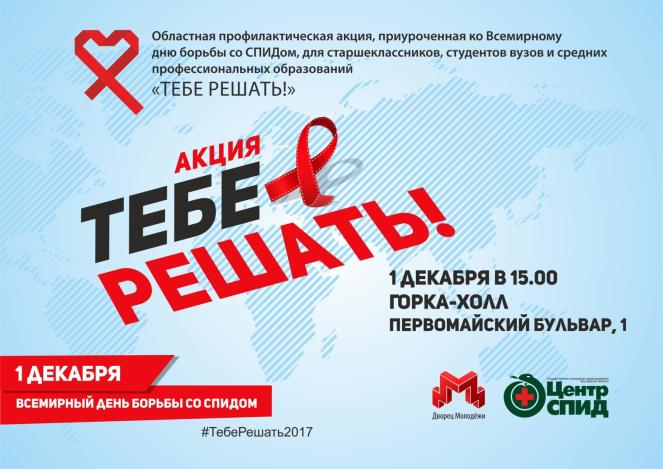 Областная профилактическая акция, приуроченная ко Всемирному
дню борьбы со СПИДом, для старшеклассников, студентов вузов и средних
профессиональных образований
«ТЕБЕ РЕШАТЬ!»
АКЦИЯ
ТЕБЕ
РЕШАТЬ!
1 ДЕКАБРЯ В 15.00
ГОРКА-ХОЛЛ
ПЕРВОМАЙСКИЙ БУЛЬВАР, 1
1 ДЕКАБРЯ
ВСЕМИРНЫЙ ДЕНЬ БОРЬБЫ СО СПИДОМ
#ТебеРешать2017
Дворец Молодёжи
Центр
СПИД